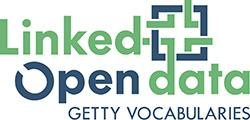 Linked
Open data
GETTY VOCABULARIES